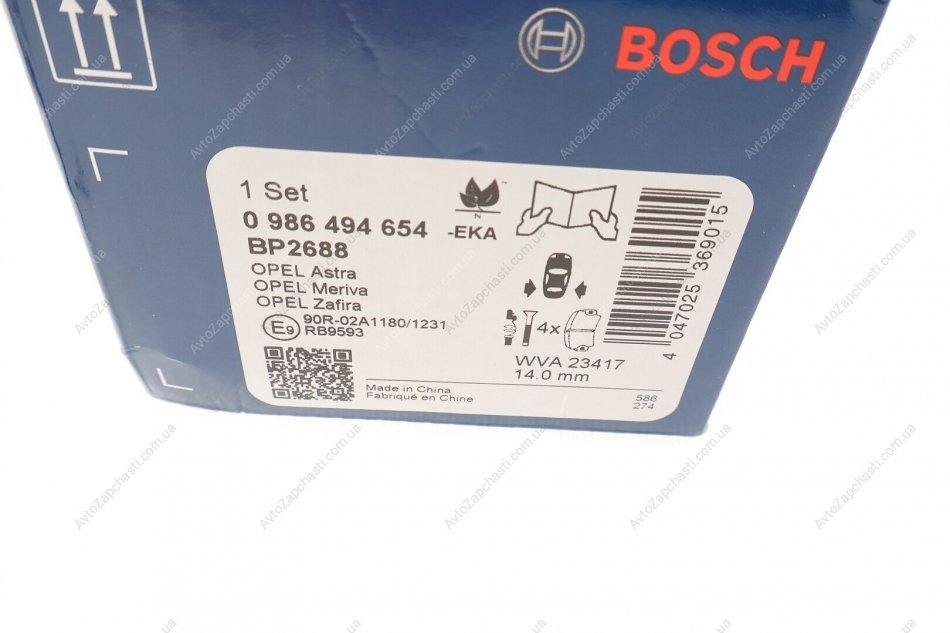 BOSCH
1 Set
0 986 494 654
-EKA
BP2688
OPEL Astra
OPEL Meriva
OPEL Zafira
E9
90R-02A1180/1231
RB9593
N
4x
WVA 23417
14.0 mm
Made in China
Fabriqué en Chine
586
274
4 047025 369015
AvtoZapchasti.com.ua